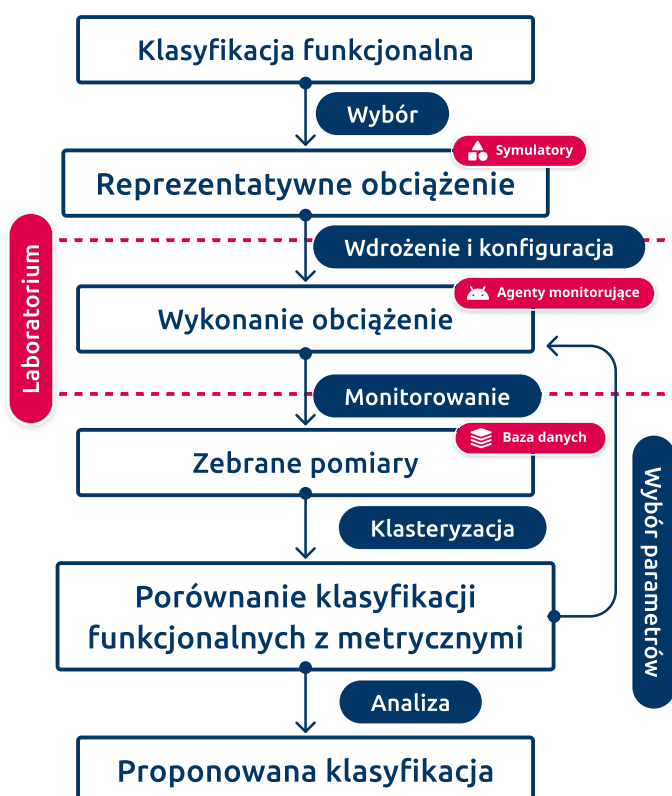 Klasyfikacja funkcjonalna
Wybór
Symulatory
Reprezentatywne obciążenie
Wdrożenie i konfiguracja
Laboratorium
Agenty monitorujące
Wykonanie obciążenie
Monitorowanie
Baza danych
Zebrane pomiary
Wybór parametrów
Klasteryzacja
Porównanie klasyfikacji
funkcjonalnych z metrycznymi
Analiza
Proponowana klasyfikacja